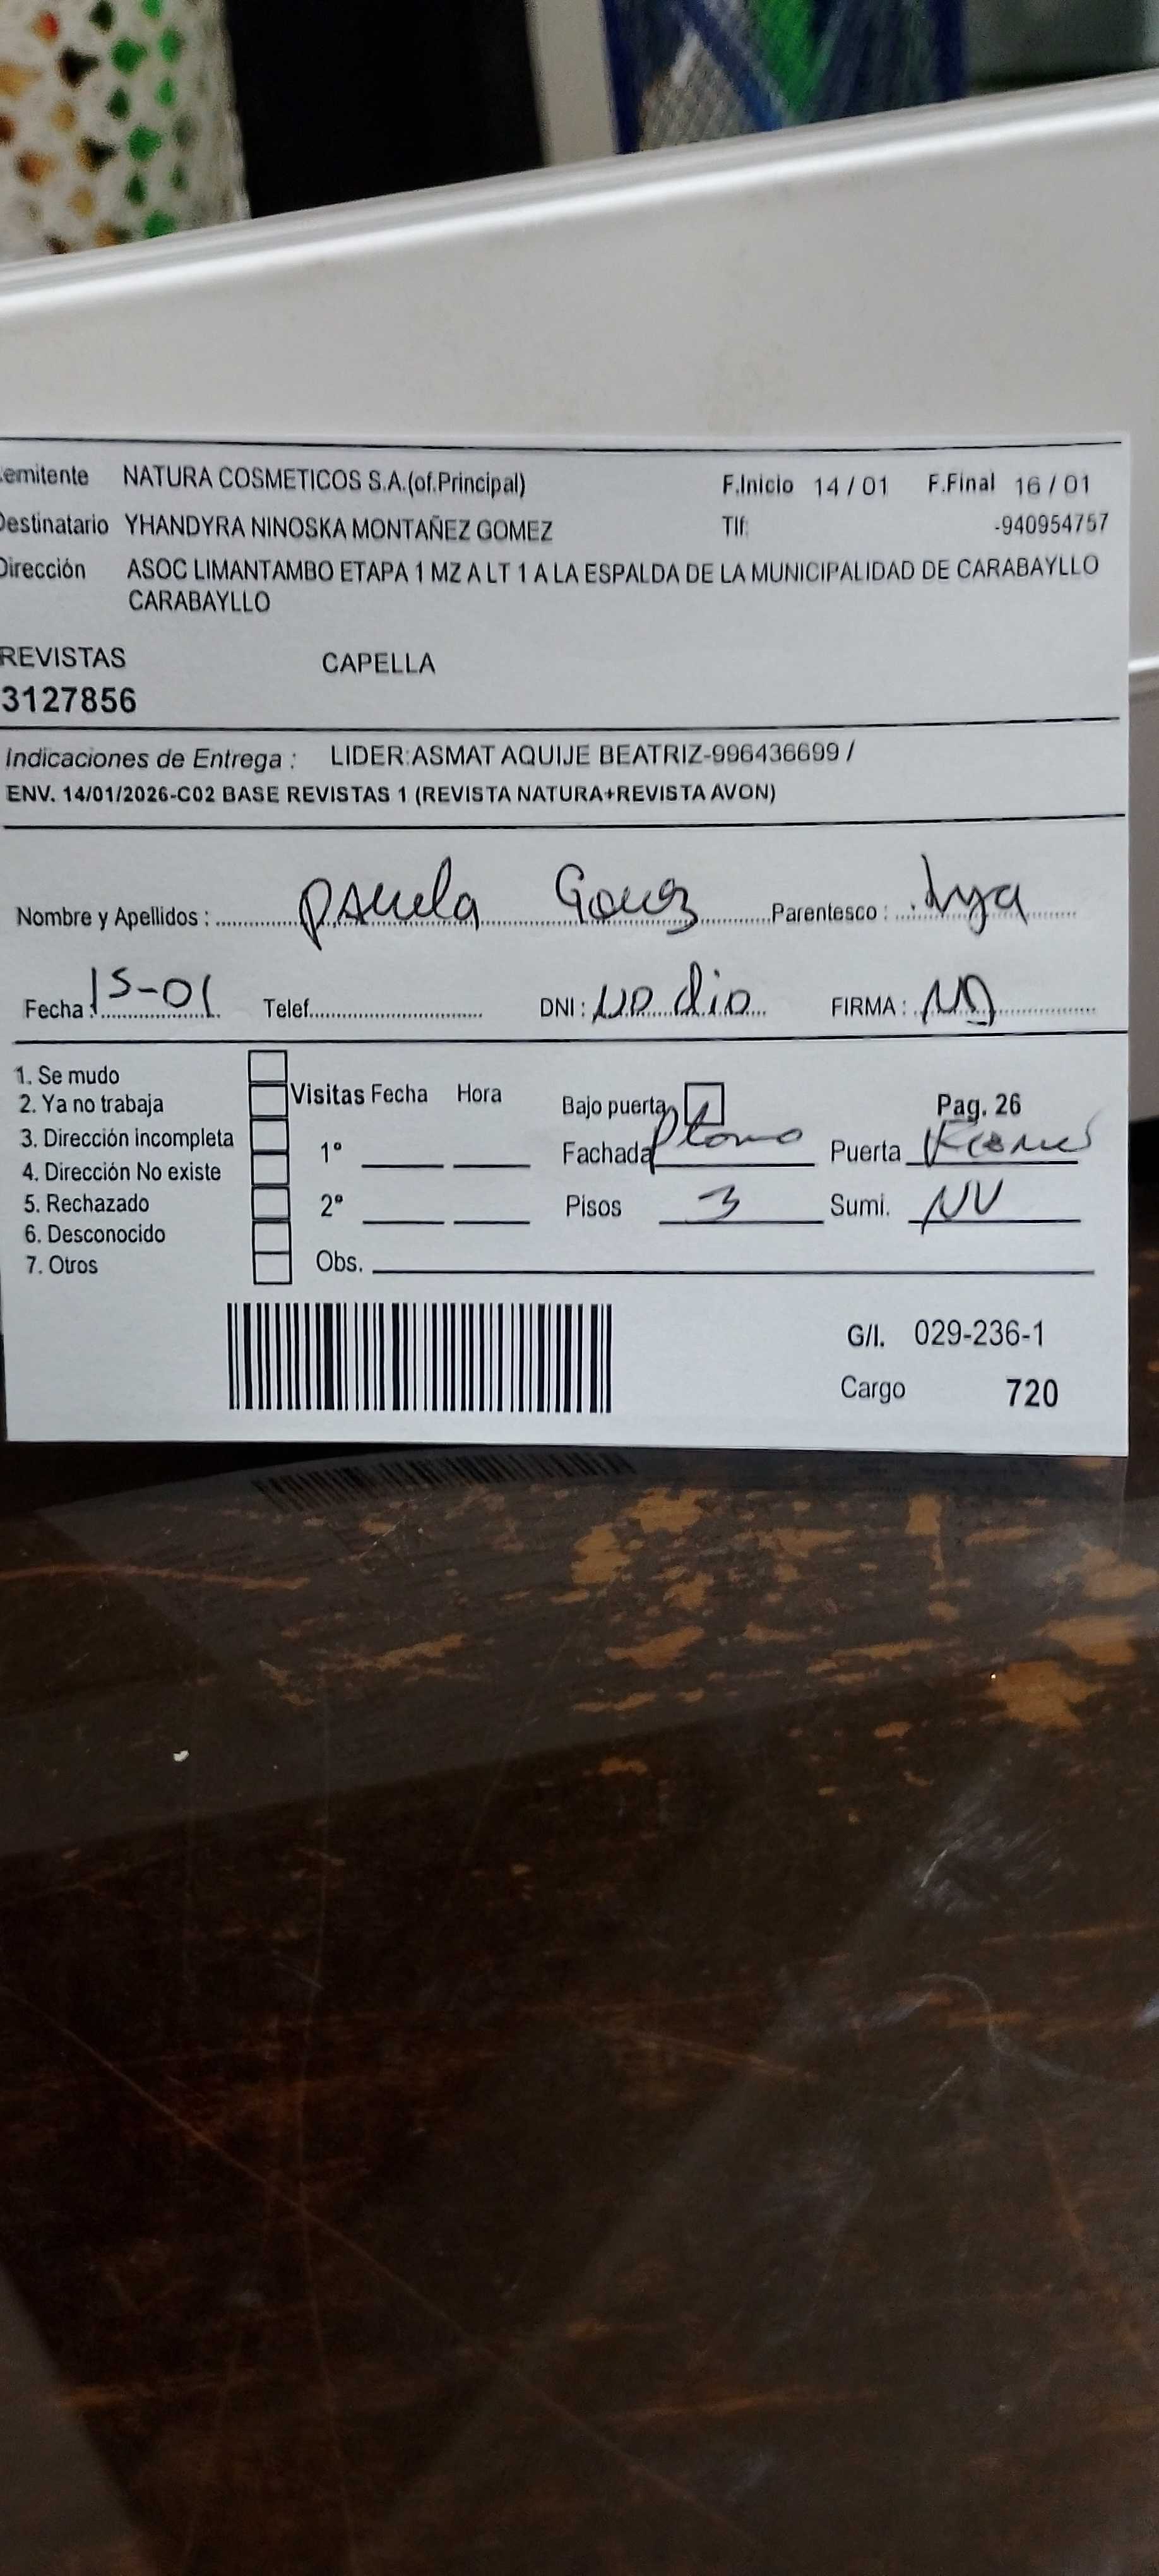 emitente NATURA COSMETICOS S.A.(of.Principal) F.Inicio 14 / 01 F.Final 16 / 01
Destinatario YHANDYRA NINOSKA MONTAÑEZ GOMEZ Tlf: -940954757
Dirección ASOC LIMANTAMBO ETAPA 1 MZ A LT 1 A LA ESPALDA DE LA MUNICIPALIDAD DE CARABAYLLO
CARABAYLLO
REVISTAS CAPELLA
3127856
Indicaciones de Entrega : LIDER:ASMAT AQUIJE BEATRIZ-996436699 /
ENV. 14/01/2026-C02 BASE REVISTAS 1 (REVISTA NATURA+REVISTA AVON)
Nombre y Apellidos : Parentesco :
Fecha : 15-01 Telef. DNI : NO dio FIRMA :
1. Se mudo
2. Ya no trabaja
3. Dirección incompleta
4. Dirección No existe
5. Rechazado
6. Desconocido
7. Otros
Visitas Fecha Hora Bajo puerta Pag. 26
1° Fachada Plomo Puerta
2° Pisos 3 Sumi. NV
Obs.
G/I. 029-236-1
Cargo 720